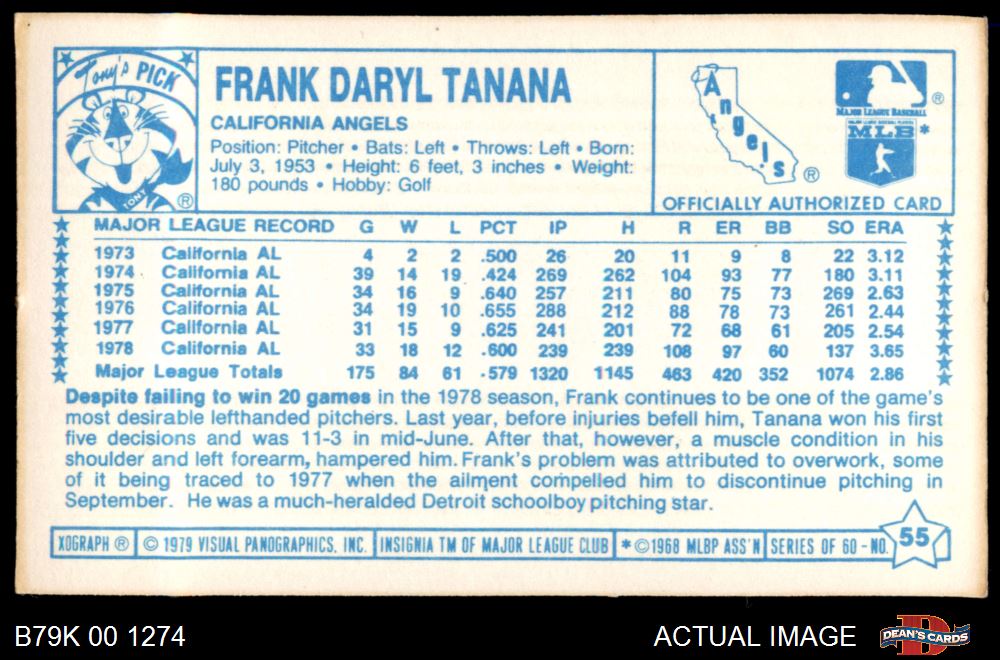 Tony's PICK
TONY
®
FRANK DARYL TANANA
CALIFORNIA ANGELS
Position: Pitcher • Bats: Left • Throws: Left • Born:
July 3, 1953 • Height: 6 feet, 3 inches • Weight:
180 pounds • Hobby: Golf
Angels ®
®
MAJOR LEAGUE BASEBALL
MAJOR LEAGUE BASEBALL PLAYERS
MLB *
OFFICIALLY AUTHORIZED CARD
MAJOR LEAGUE RECORD G W L PCT IP H R ER BB SO ERA
1973 California AL 4 2 2 .500 26 20 11 9 8 22 3.12
1974 California AL 39 14 19 .424 269 262 104 93 77 180 3.11
1975 California AL 34 16 9 .640 257 211 80 75 73 269 2.63
1976 California AL 34 19 10 .655 288 212 88 78 73 261 2.44
1977 California AL 31 15 9 .625 241 201 72 68 61 205 2.54
1978 California AL 33 18 12 .600 239 239 108 97 60 137 3.65
Major League Totals 175 84 61 .579 1320 1145 463 420 352 1074 2.86
Despite failing to win 20 games in the 1978 season, Frank continues to be one of the game's
most desirable lefthanded pitchers. Last year, before injuries befell him, Tanana won his first
five decisions and was 11-3 in mid-June. After that, however, a muscle condition in his
shoulder and left forearm, hampered him. Frank's problem was attributed to overwork, some
of it being traced to 1977 when the ailment compelled him to discontinue pitching in
September. He was a much-heralded Detroit schoolboy pitching star.
XOGRAPH ® © 1979 VISUAL PANOGRAPHICS, INC. INSIGNIA TM OF MAJOR LEAGUE CLUB *©1968 MLBP ASS'N SERIES OF 60-NO. 55
B79K 00 1274
ACTUAL IMAGE
DEAN'S CARDS